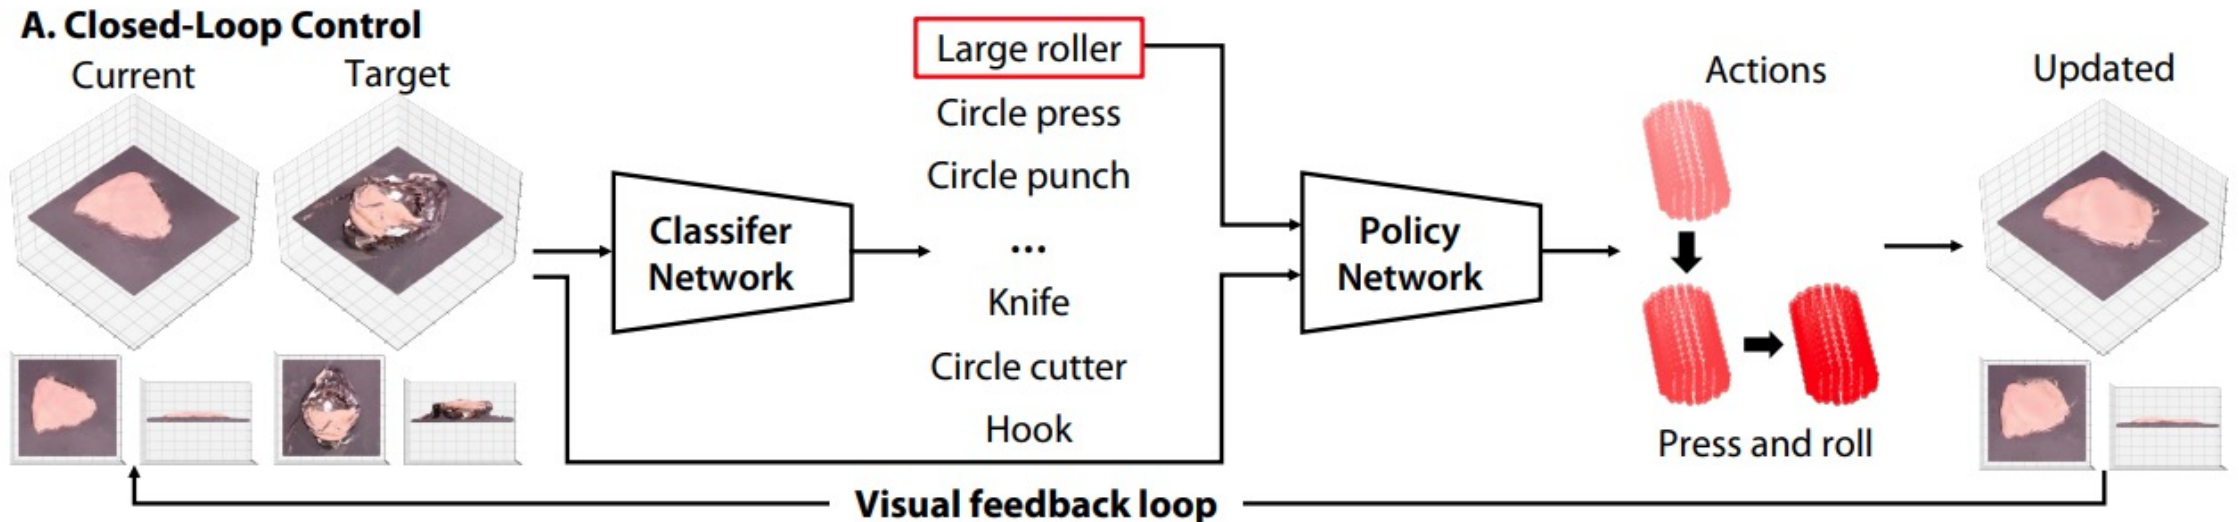 A. Closed-Loop Control
Current
Target
Classifer
Network
Large roller
Circle press
Circle punch
...
Knife
Circle cutter
Hook
Policy
Network
Actions
Press and roll
Updated
Visual feedback loop